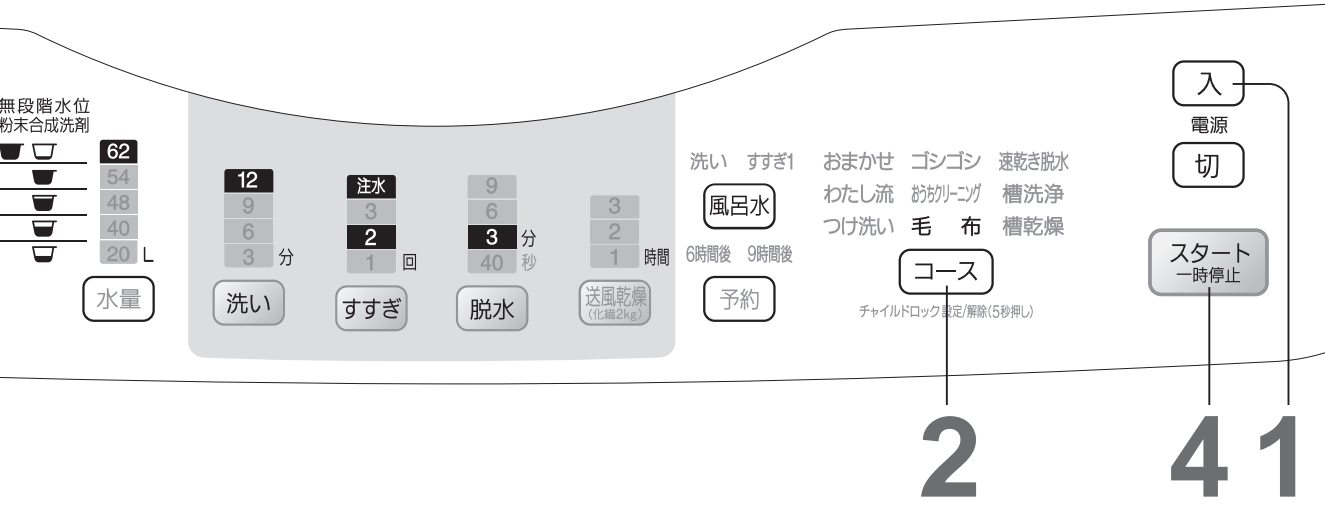 無段階水位
粉末合成洗剤
62
54
48
40
20 L
水量
12
9
6
3 分
洗い
注水
3
2
1 回
すすぎ
9
6
3 分
40 秒
脱水
3
2
1 時間
送風乾燥
(化繊2kg)
洗い すすぎ1
風呂水
6時間後 9時間後
予約
おまかせ ゴシゴシ 速乾き脱水
わたし流 おうちクリーニング 槽洗浄
つけ洗い 毛 布 槽乾燥
コース
チャイルドロック設定/解除(5秒押し)
入
電源
切
スタート
一時停止
2 4 1